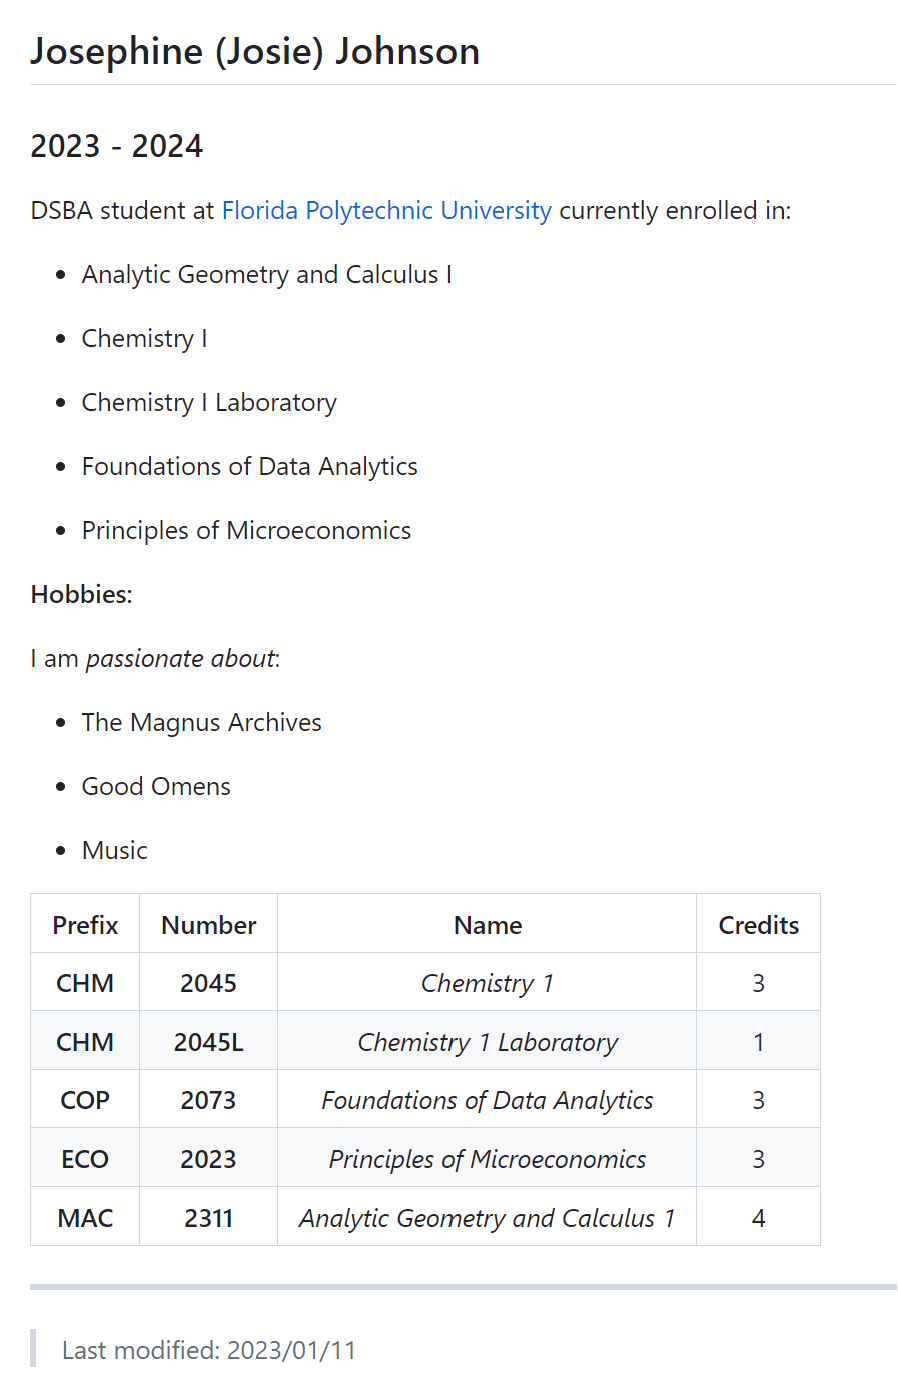 Josephine (Josie) Johnson
2023 - 2024
DSBA student at Florida Polytechnic University currently enrolled in:
Analytic Geometry and Calculus I
Chemistry I
Chemistry I Laboratory
Foundations of Data Analytics
Principles of Microeconomics
Hobbies:
I am passionate about:
The Magnus Archives
Good Omens
Music
Prefix Number Name Credits
CHM 2045 Chemistry 1 3
CHM 2045L Chemistry 1 Laboratory 1
COP 2073 Foundations of Data Analytics 3
ECO 2023 Principles of Microeconomics 3
MAC 2311 Analytic Geometry and Calculus 1 4
Last modified: 2023/01/11